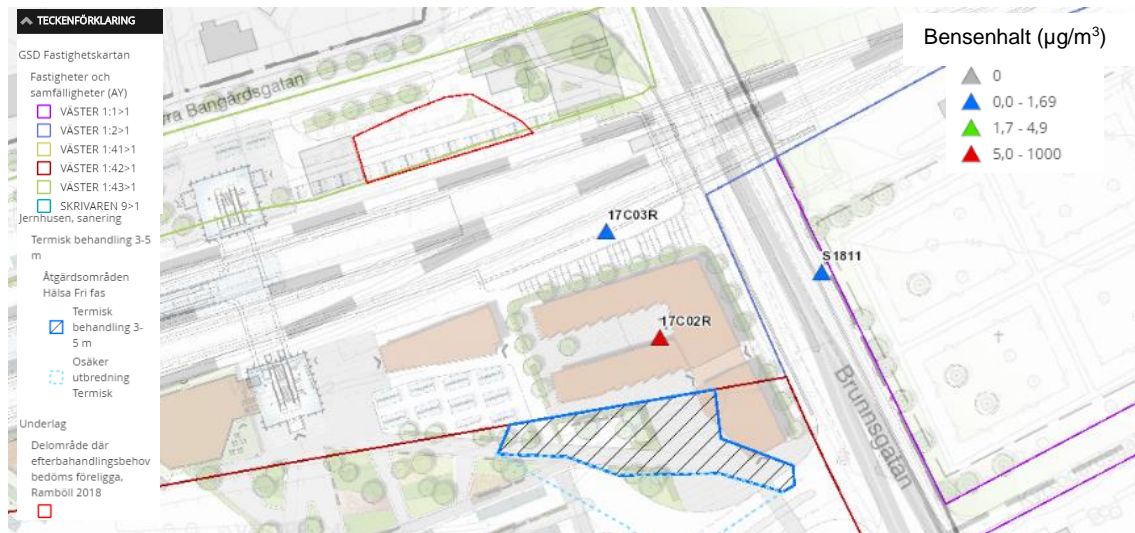 TECKENFÖRKLARING
GSD Fastighetskartan
Fastigheter och
samfälligheter (AY)
VÄSTER 1:1>1
VÄSTER 1:2>1
VÄSTER 1:41>1
VÄSTER 1:42>1
VÄSTER 1:43>1
SKRIVAREN 9>1
Jernhusen, sanering
Termisk behandling 3-5
m
Åtgärdsområden
Hälsa Fri fas
Termisk
behandling 3-
5 m
Osäker
utbredning
Termisk
Underlag
Delområde där
efterbehandlingsbehov
bedöms föreligga,
Ramböll 2018
rra Bangårdsgatan
17C03R
S1811
17C02R
Brunnsgatan
Bensenhalt (µg/m³)
0
0,0 - 1,69
1,7 - 4,9
5,0 - 1000